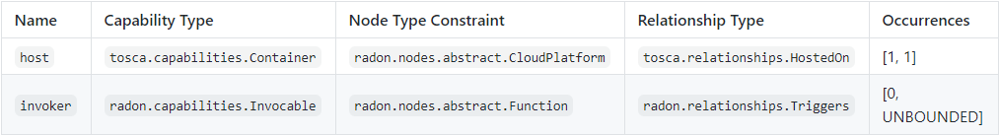 Name Capability Type Node Type Constraint Relationship Type Occurrences
host tosca.capabilities.Container radon.nodes.abstract.CloudPlatform tosca.relationships.HostedOn [1, 1]
invoker radon.capabilities.Invocable radon.nodes.abstract.Function radon.relationships.Triggers [0,
UNBOUNDED]